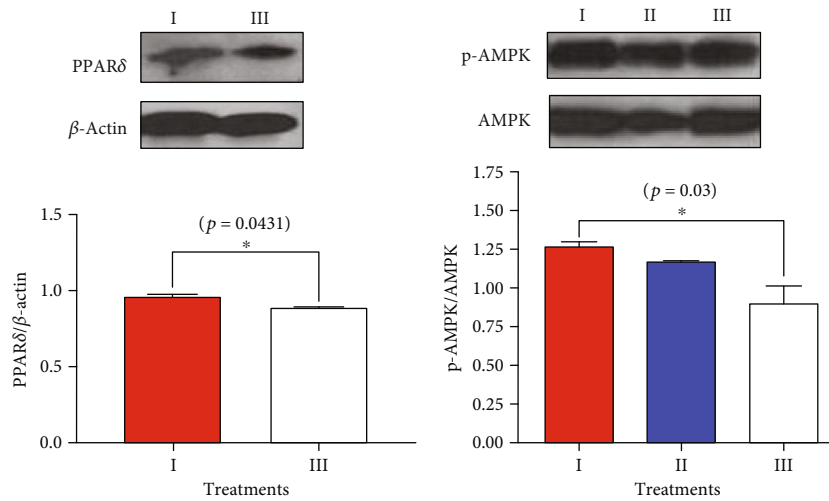 I III
PPARδ
β-Actin
(p = 0.0431)
*
1.5
1.0
0.5
0.0
PPARδ/β-actin
I III
Treatments
I II III
p-AMPK
AMPK
(p = 0.03)
*
1.75
1.50
1.25
1.00
0.75
0.50
0.25
0.00
p-AMPK/AMPK
I II III
Treatments